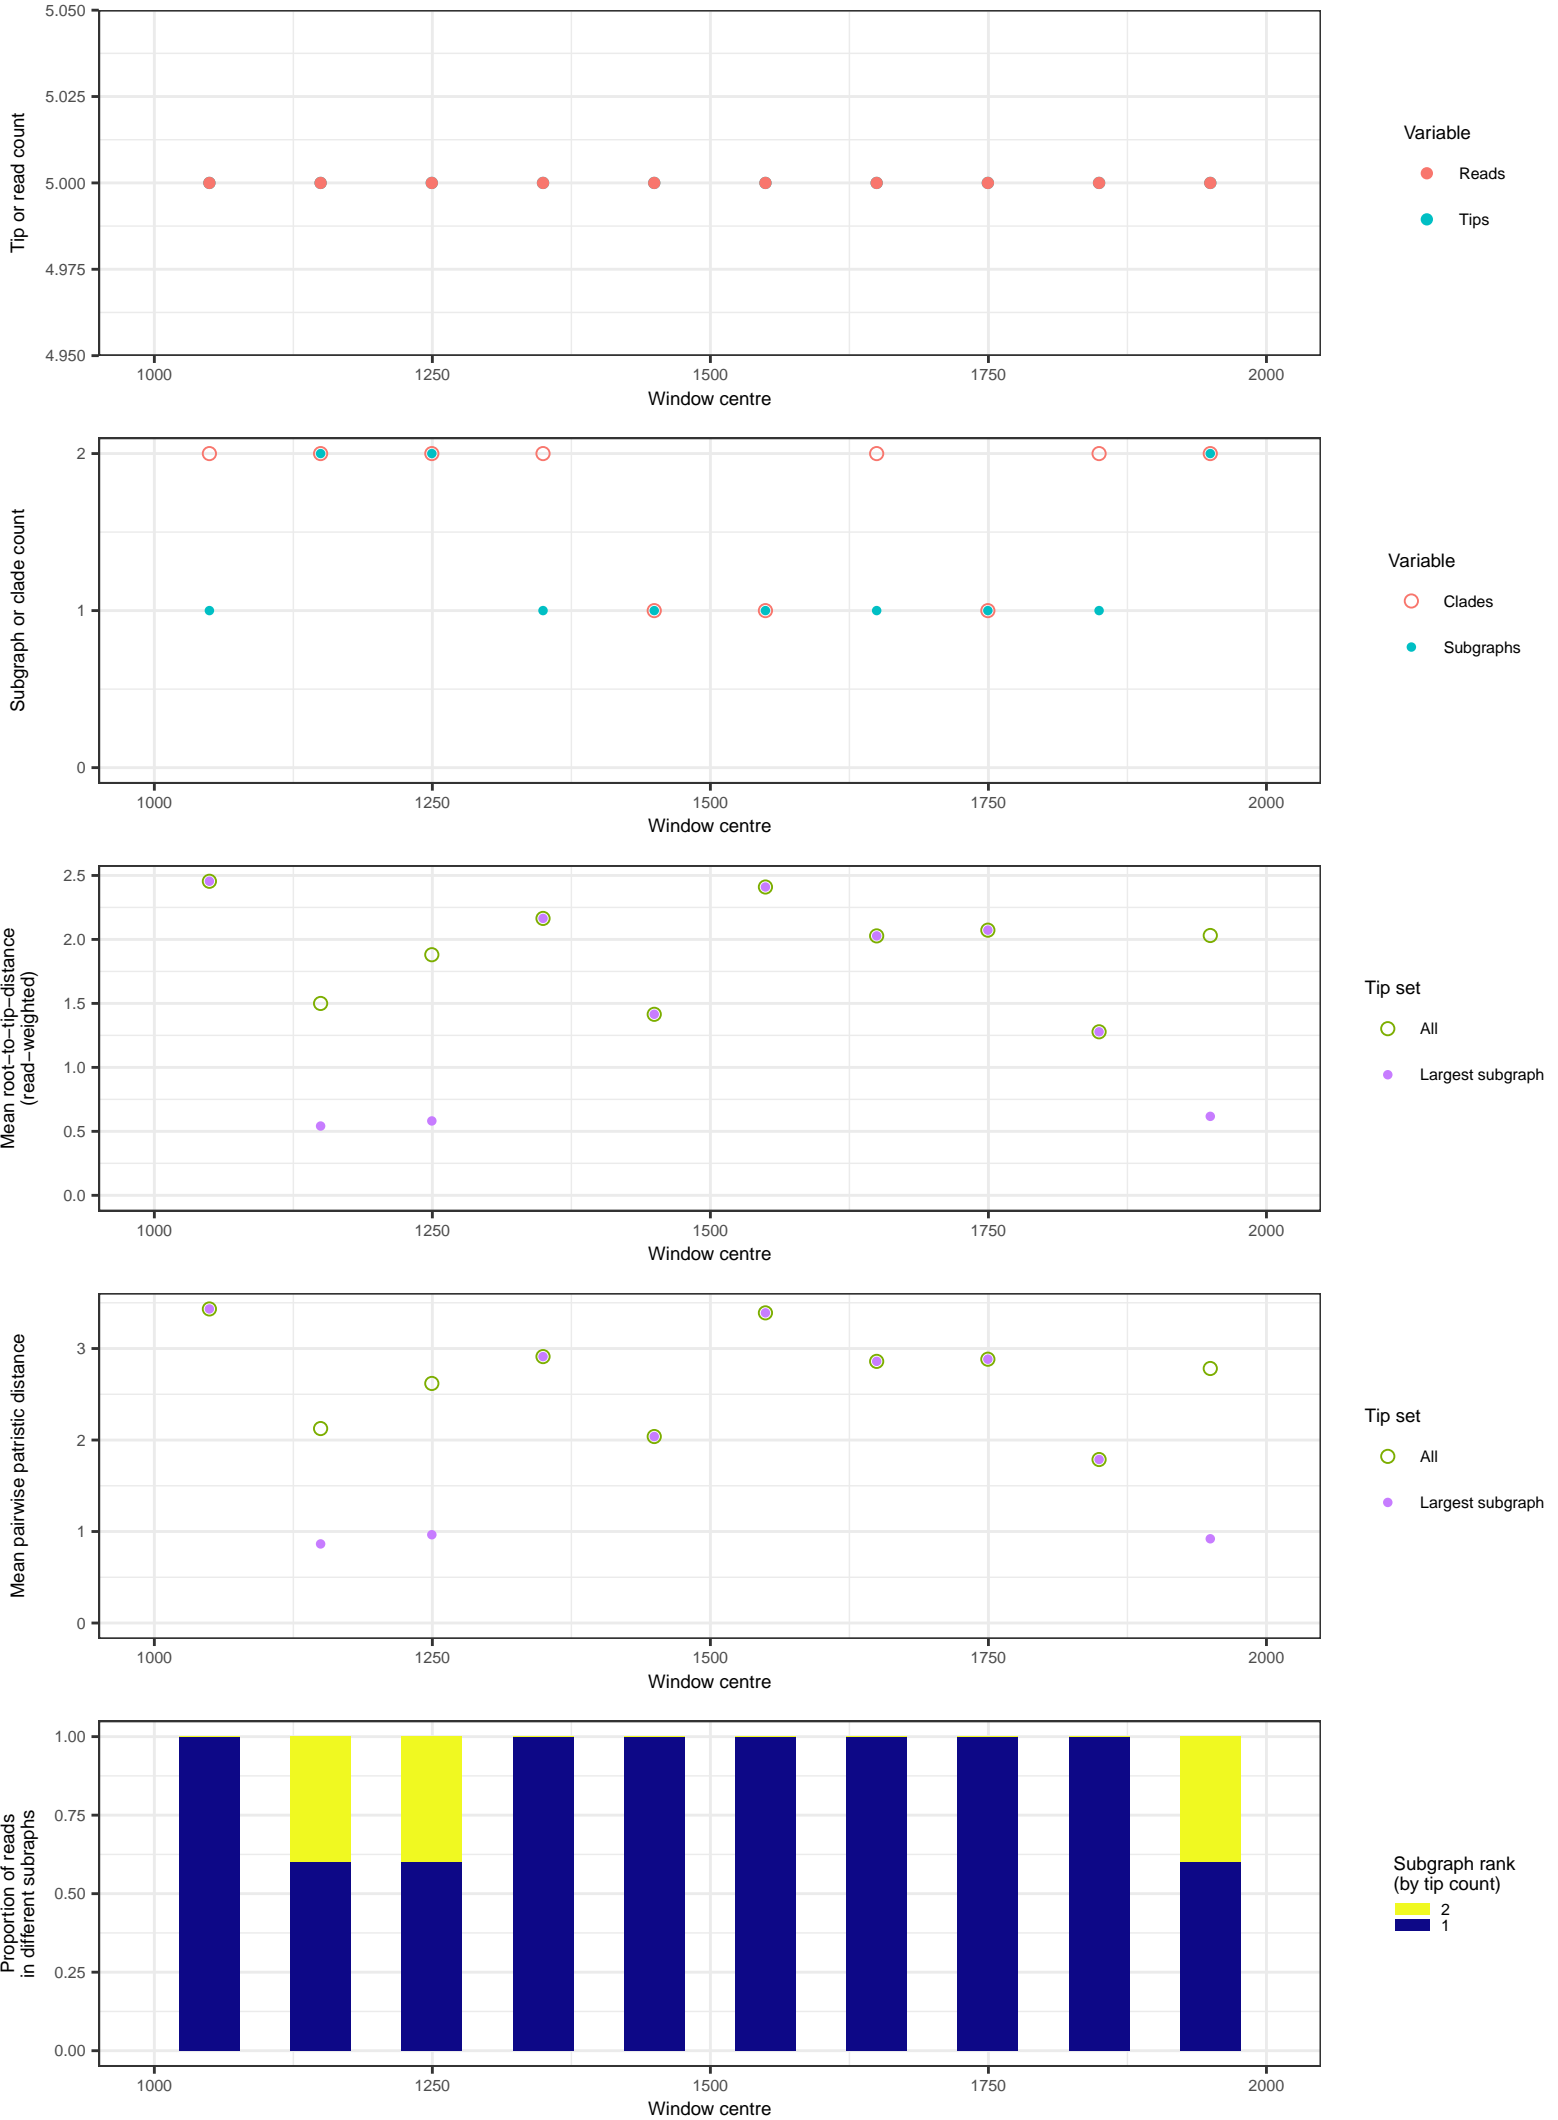 5.050
5.025
5.000
4.975
4.950
Tip or read count
1000 1250 1500 1750 2000
Window centre
Variable
Reads
Tips
2
1
0
Subgraph or clade count
1000 1250 1500 1750 2000
Window centre
Variable
Clades
Subgraphs
2.5
2.0
1.5
1.0
0.5
0.0
Mean root−to−tip−distance
(read−weighted)
1000 1250 1500 1750 2000
Window centre
Tip set
All
Largest subgraph
3
2
1
0
Mean pairwise patristic distance
1000 1250 1500 1750 2000
Window centre
Tip set
All
Largest subgraph
1.00
0.75
0.50
0.25
0.00
Proportion of reads
in different subraphs
1000 1250 1500 1750 2000
Window centre
Subgraph rank
(by tip count)
2
1